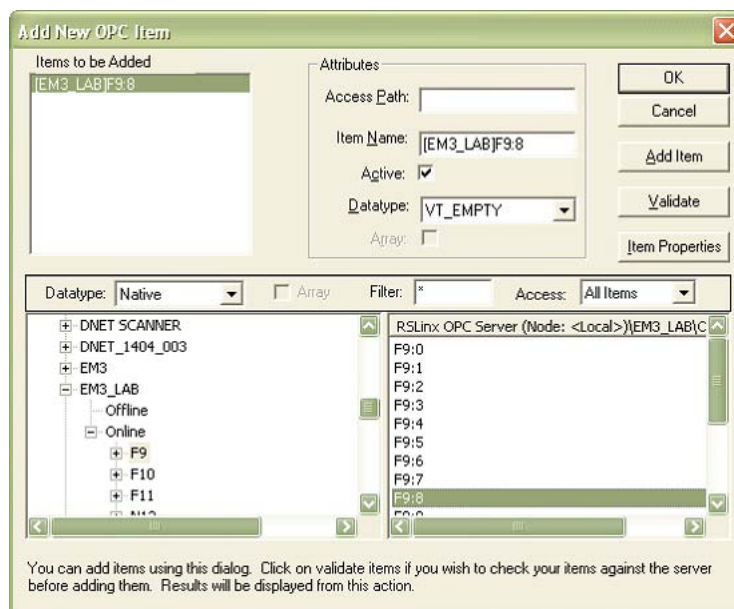 Add New OPC Item
Items to be Added
[EM3_LAB]F9:8
Attributes
Access Path:
Item Name: [EM3_LAB]F9:8
Active:
Datatype: VT_EMPTY
Array:
OK
Cancel
Add Item
Validate
Item Properties
Datatype: Native Array Filter: * Access: All Items
DNET SCANNER
DNET_1404_003
EM3
EM3_LAB
Offline
Online
F9
F10
F11
RSLinx OPC Server (Node: <Local>)\EM3_LAB\O
F9:0
F9:1
F9:2
F9:3
F9:4
F9:5
F9:6
F9:7
F9:8
You can add items using this dialog. Click on validate items if you wish to check your items against the server
before adding them. Results will be displayed from this action.